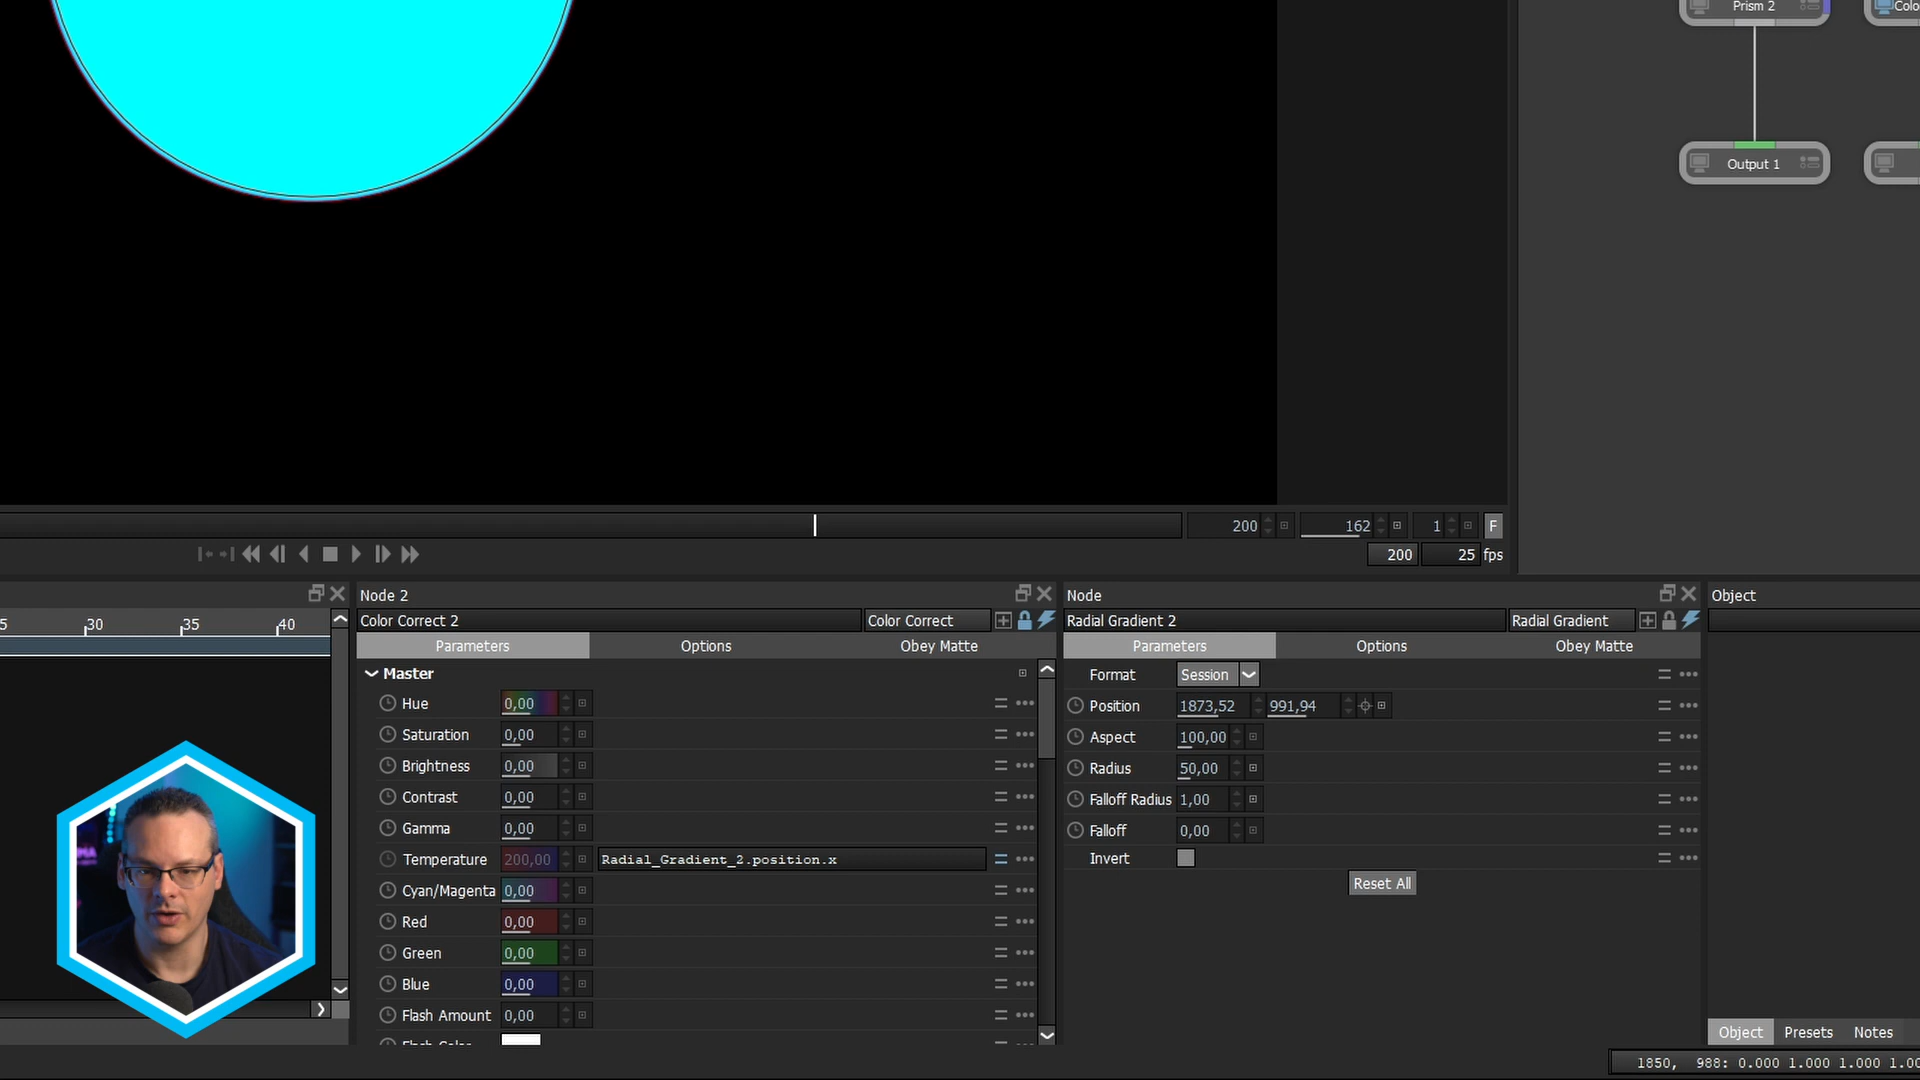 Prism 2
Output 1
200 162 1 F
200 25 fps
30 35 40
Node 2
Color Correct 2 Color Correct
Parameters Options Obey Matte
Master
Hue 0,00
Saturation 0,00
Brightness 0,00
Contrast 0,00
Gamma 0,00
Temperature 200,00 Radial_Gradient_2.position.x
Cyan/Magenta 0,00
Red 0,00
Green 0,00
Blue 0,00
Flash Amount 0,00
Node
Radial Gradient 2 Radial Gradient
Parameters Options Obey Matte
Format Session
Position 1873,52 991,94
Aspect 100,00
Radius 50,00
Falloff Radius 1,00
Falloff 0,00
Invert
Reset All
Object
Object Presets Notes
1850, 988: 0.000 1.000 1.000